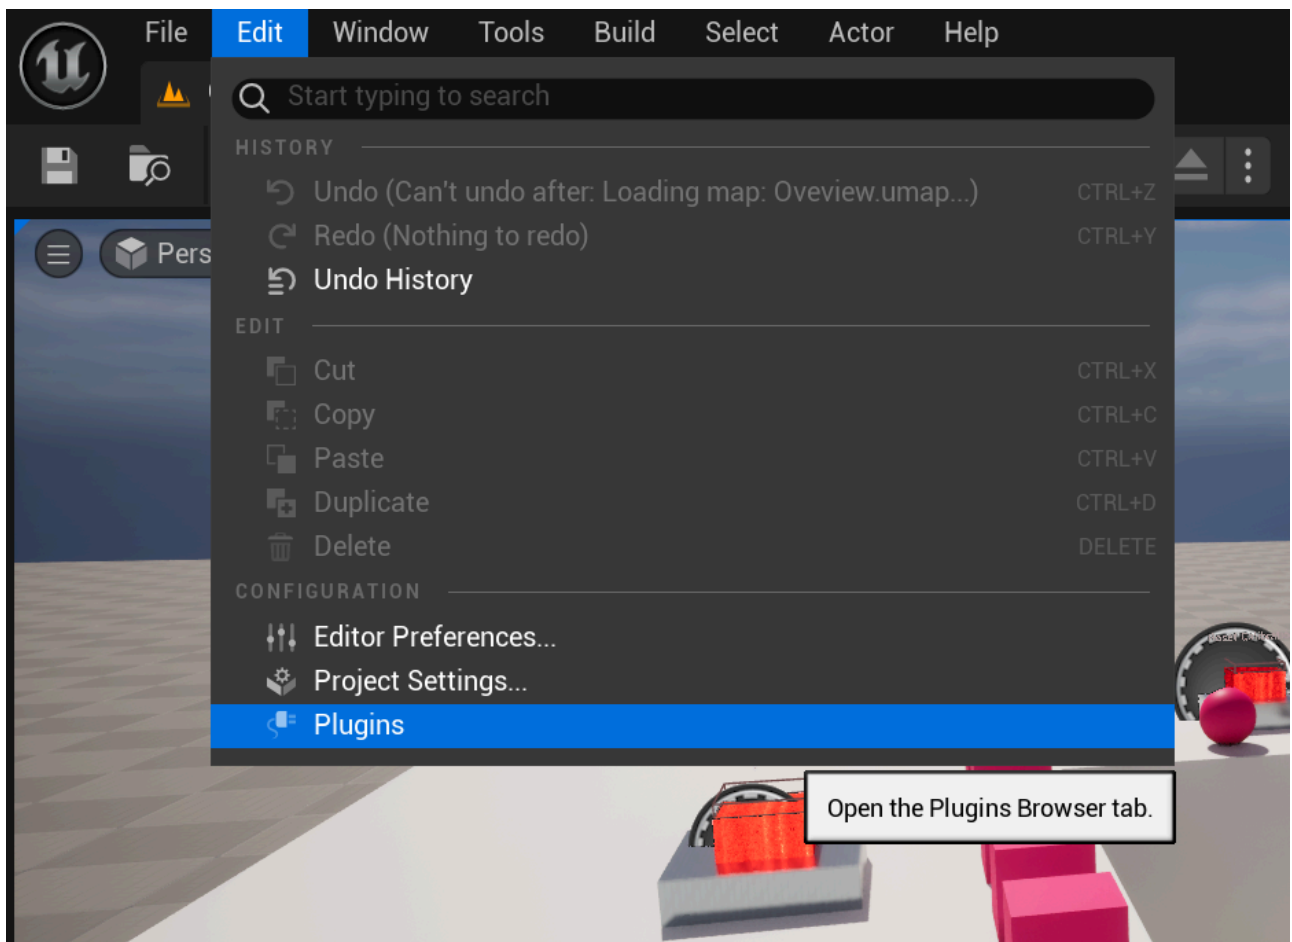 File Edit Window Tools Build Select Actor Help
Start typing to search
HISTORY
Undo (Can't undo after: Loading map: Oveview.umap...) CTRL+Z
Redo (Nothing to redo) CTRL+Y
Pers
Undo History
EDIT
Cut CTRL+X
Copy CTRL+C
Paste CTRL+V
Duplicate CTRL+D
Delete DELETE
CONFIGURATION
Editor Preferences...
Project Settings...
Plugins
Open the Plugins Browser tab.